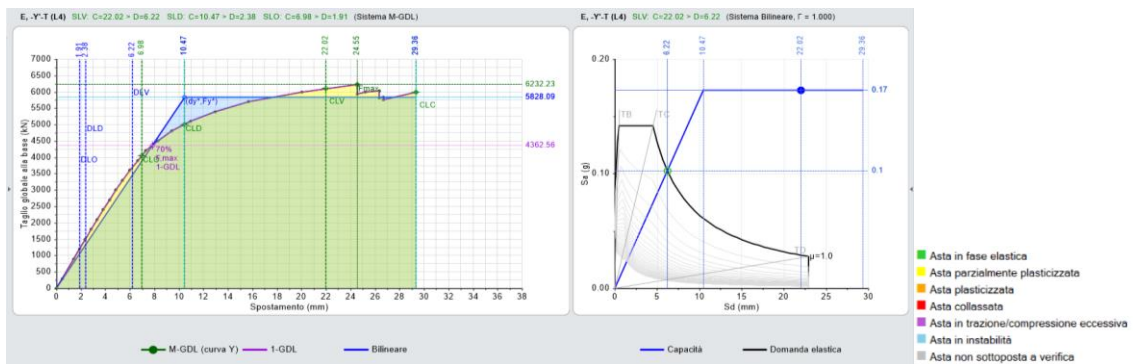 E, -Y'-T (L4) SLV: C=22.02 > D=6.22 SLD: C=10.47 > D=2.38 SLO: C=6.98 > D=1.91 (Sistema M-GDL)
1.91
2.38
6.22
6.98
10.47
22.02
24.55
29.36
7000
6500
6000
5500
5000
4500
4000
3500
3000
2500
2000
1500
1000
500
0
Taglio globale alla base (kN)
6232.23
5828.09
4362.56
DLV
DLD
DLO
(dy*,Fy*)
CLD
CLO
70%
F,max
1-GDL
Fmax
CLV
CLC
0 2 4 6 8 10 12 14 16 18 20 22 24 26 28 30 32 34 36 38
Spostamento (mm)
M-GDL (curva Y) 1-GDL Bilineare
E, -Y'-T (L4) SLV: C=22.02 > D=6.22 (Sistema Bilineare, Γ = 1.000)
6.22
10.47
22.02
29.36
0.20
0.10
0.00
Sa (g)
TB
TC
TD
μ=1.0
0.17
0.1
0 5 10 15 20 25 30
Sd (mm)
Capacità Domanda elastica
Asta in fase elastica
Asta parzialmente plasticizzata
Asta plasticizzata
Asta collassata
Asta in trazione/compressione eccessiva
Asta in instabilità
Asta non sottoposta a verifica